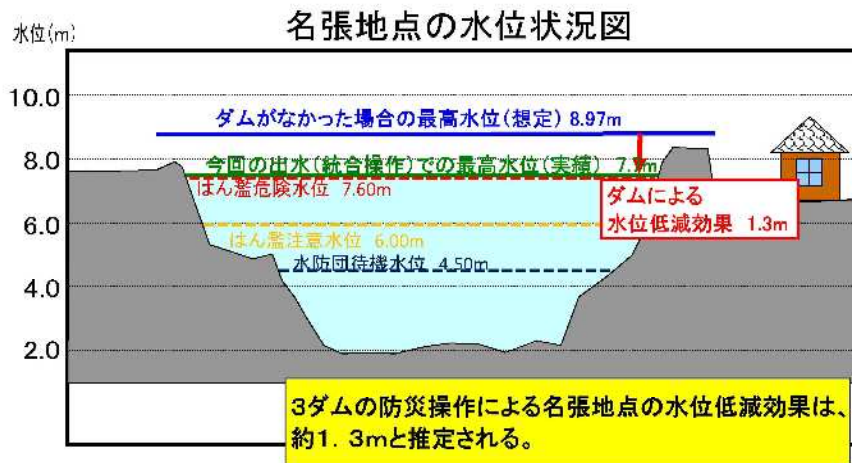 名張地点の水位状況図
水位(m)
10.0
ダムがなかった場合の最高水位(想定) 8.97m
8.0
今回の出水(統合操作)での最高水位(実績)
はん濫危険水位 7.60m
ダムによる
水位低減効果 1.3m
6.0
はん濫注意水位 6.00m
水防団待機水位 4.50m
4.0
2.0
3ダムの防災操作による名張地点の水位低減効果は、
約1．3mと推定される。